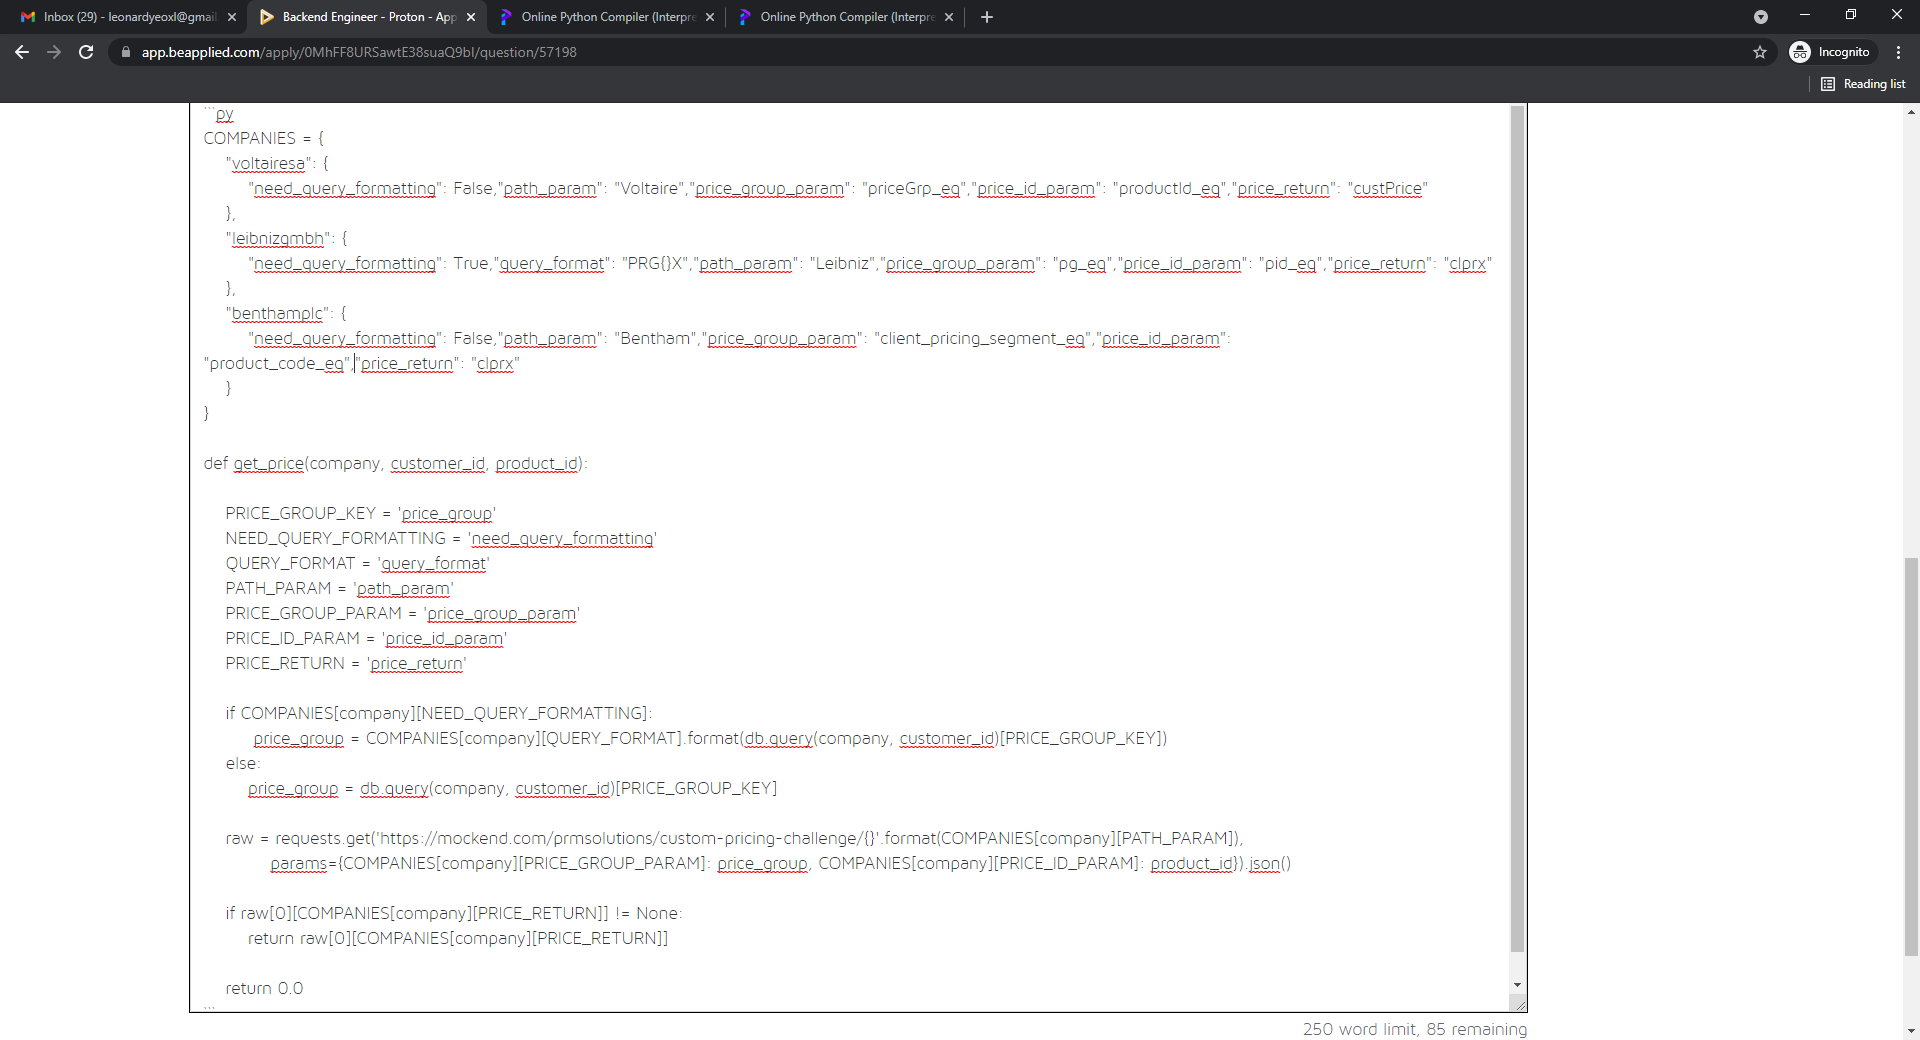 Inbox (29) - leonardyeoxl@gmail
Backend Engineer - Proton - App
Online Python Compiler (Interpre
Online Python Compiler (Interpre
app.beapplied.com/apply/0MhFF8URSawtE38suaQ9bI/question/57198
Incognito
Reading list
```py
COMPANIES = {
"voltairesa": {
"need_query_formatting": False,"path_param": "Voltaire","price_group_param": "priceGrp_eq","price_id_param": "productId_eq","price_return": "custPrice"
},
"leibnizgmbh": {
"need_query_formatting": True,"query_format": "PRG{}X","path_param": "Leibniz","price_group_param": "pg_eq","price_id_param": "pid_eq","price_return": "clprx"
},
"benthamplc": {
"need_query_formatting": False,"path_param": "Bentham","price_group_param": "client_pricing_segment_eq","price_id_param":
"product_code_eq","price_return": "clprx"
}
}
def get_price(company, customer_id, product_id):
PRICE_GROUP_KEY = 'price_group'
NEED_QUERY_FORMATTING = 'need_query_formatting'
QUERY_FORMAT = 'query_format'
PATH_PARAM = 'path_param'
PRICE_GROUP_PARAM = 'price_group_param'
PRICE_ID_PARAM = 'price_id_param'
PRICE_RETURN = 'price_return'
if COMPANIES[company][NEED_QUERY_FORMATTING]:
price_group = COMPANIES[company][QUERY_FORMAT].format(db.query(company, customer_id)[PRICE_GROUP_KEY])
else:
price_group = db.query(company, customer_id)[PRICE_GROUP_KEY]
raw = requests.get('https://mockend.com/prmsolutions/custom-pricing-challenge/{}'.format(COMPANIES[company][PATH_PARAM]),
params={COMPANIES[company][PRICE_GROUP_PARAM]: price_group, COMPANIES[company][PRICE_ID_PARAM]: product_id}).json()
if raw[0][COMPANIES[company][PRICE_RETURN]] != None:
return raw[0][COMPANIES[company][PRICE_RETURN]]
return 0.0
```
250 word limit, 85 remaining